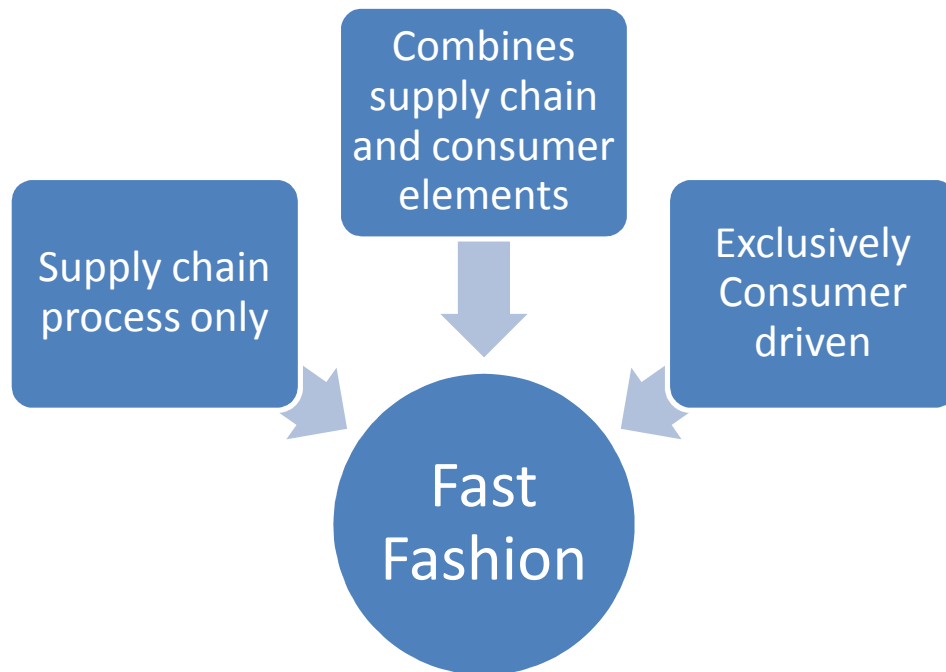 Combines
supply chain
and consumer
elements
Supply chain
process only
Exclusively
Consumer
driven
Fast
Fashion